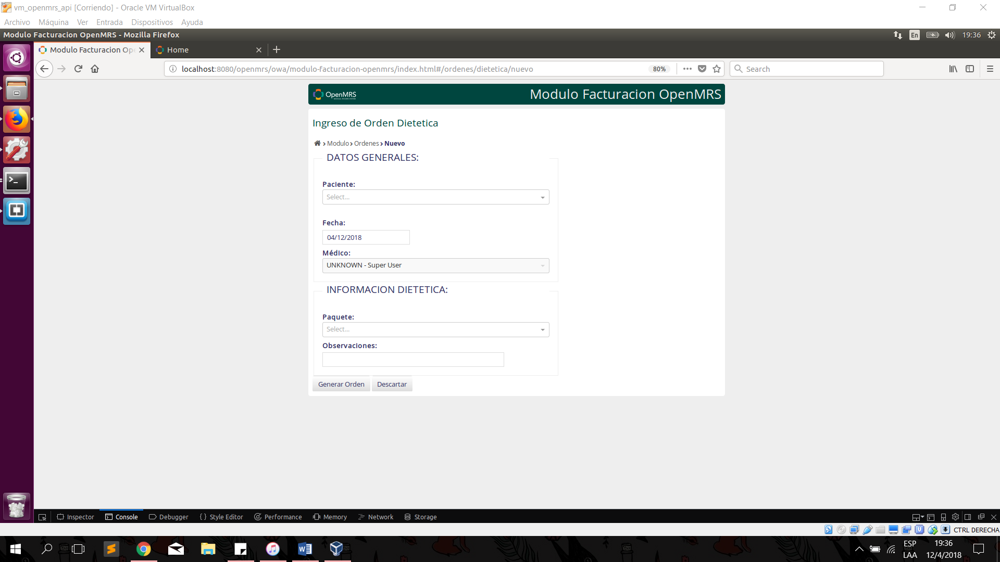 vm_openmrs_api [Corriendo] - Oracle VM VirtualBox
Archivo Máquina Ver Entrada Dispositivos Ayuda
Modulo Facturacion OpenMRS - Mozilla Firefox
En 19:36
Modulo Facturacion Ope
Home
localhost:8080/openmrs/owa/modulo-facturacion-openmrs/index.html#/ordenes/dietetica/nuevo
80%
Search
OpenMRS
Modulo Facturacion OpenMRS
Ingreso de Orden Dietetica
Modulo Ordenes Nuevo
DATOS GENERALES:
Paciente:
Select...
Fecha:
04/12/2018
Médico:
UNKNOWN - Super User
INFORMACION DIETETICA:
Paquete:
Select...
Observaciones:
Generar Orden Descartar
Inspector Console Debugger Style Editor Performance Memory Network Storage
CTRL DERECHA
ESP
LAA
19:36
12/4/2018